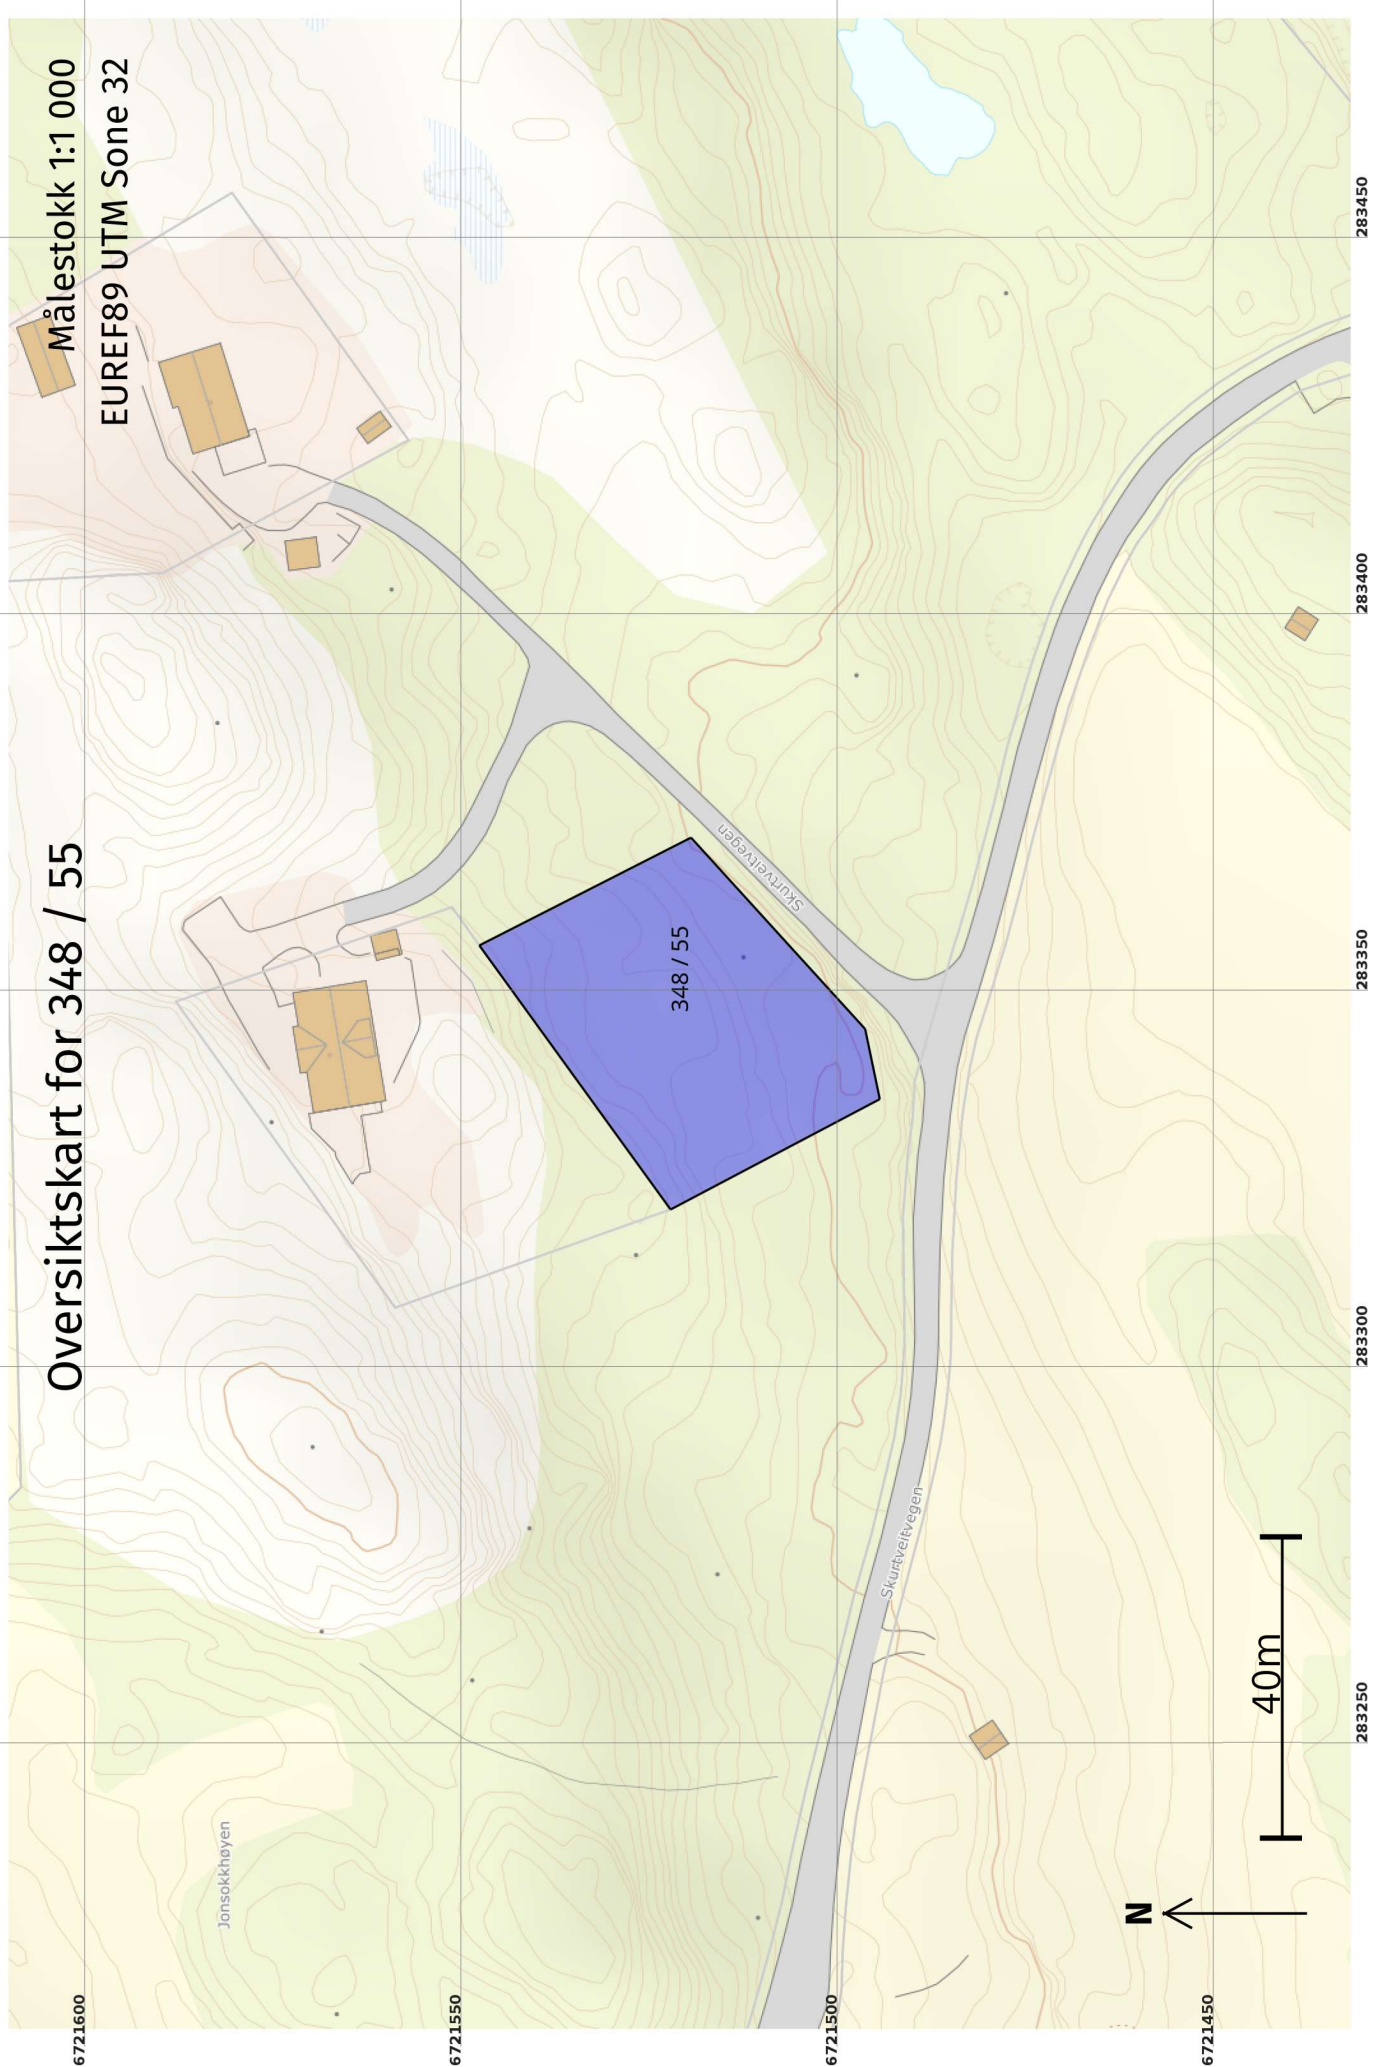 Oversiktskart for 348 / 55
Målestokk 1:1 000
EUREF89 UTM Sone 32
6721600
6721550
6721500
6721450
Jonsokkhøyen
348 / 55
Skurtveitvegen
Skurtveitvegen
N
40m
283250
283300
283350
283400
283450